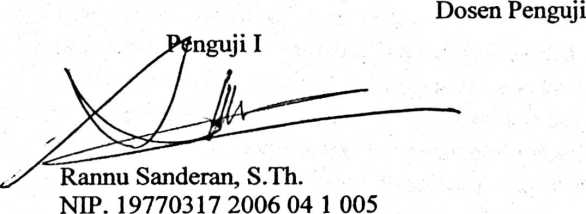 Dosen Penguji
Penguji I
Rannu Sanderan, S.Th.
NIP. 19770317 2006 04 1 005